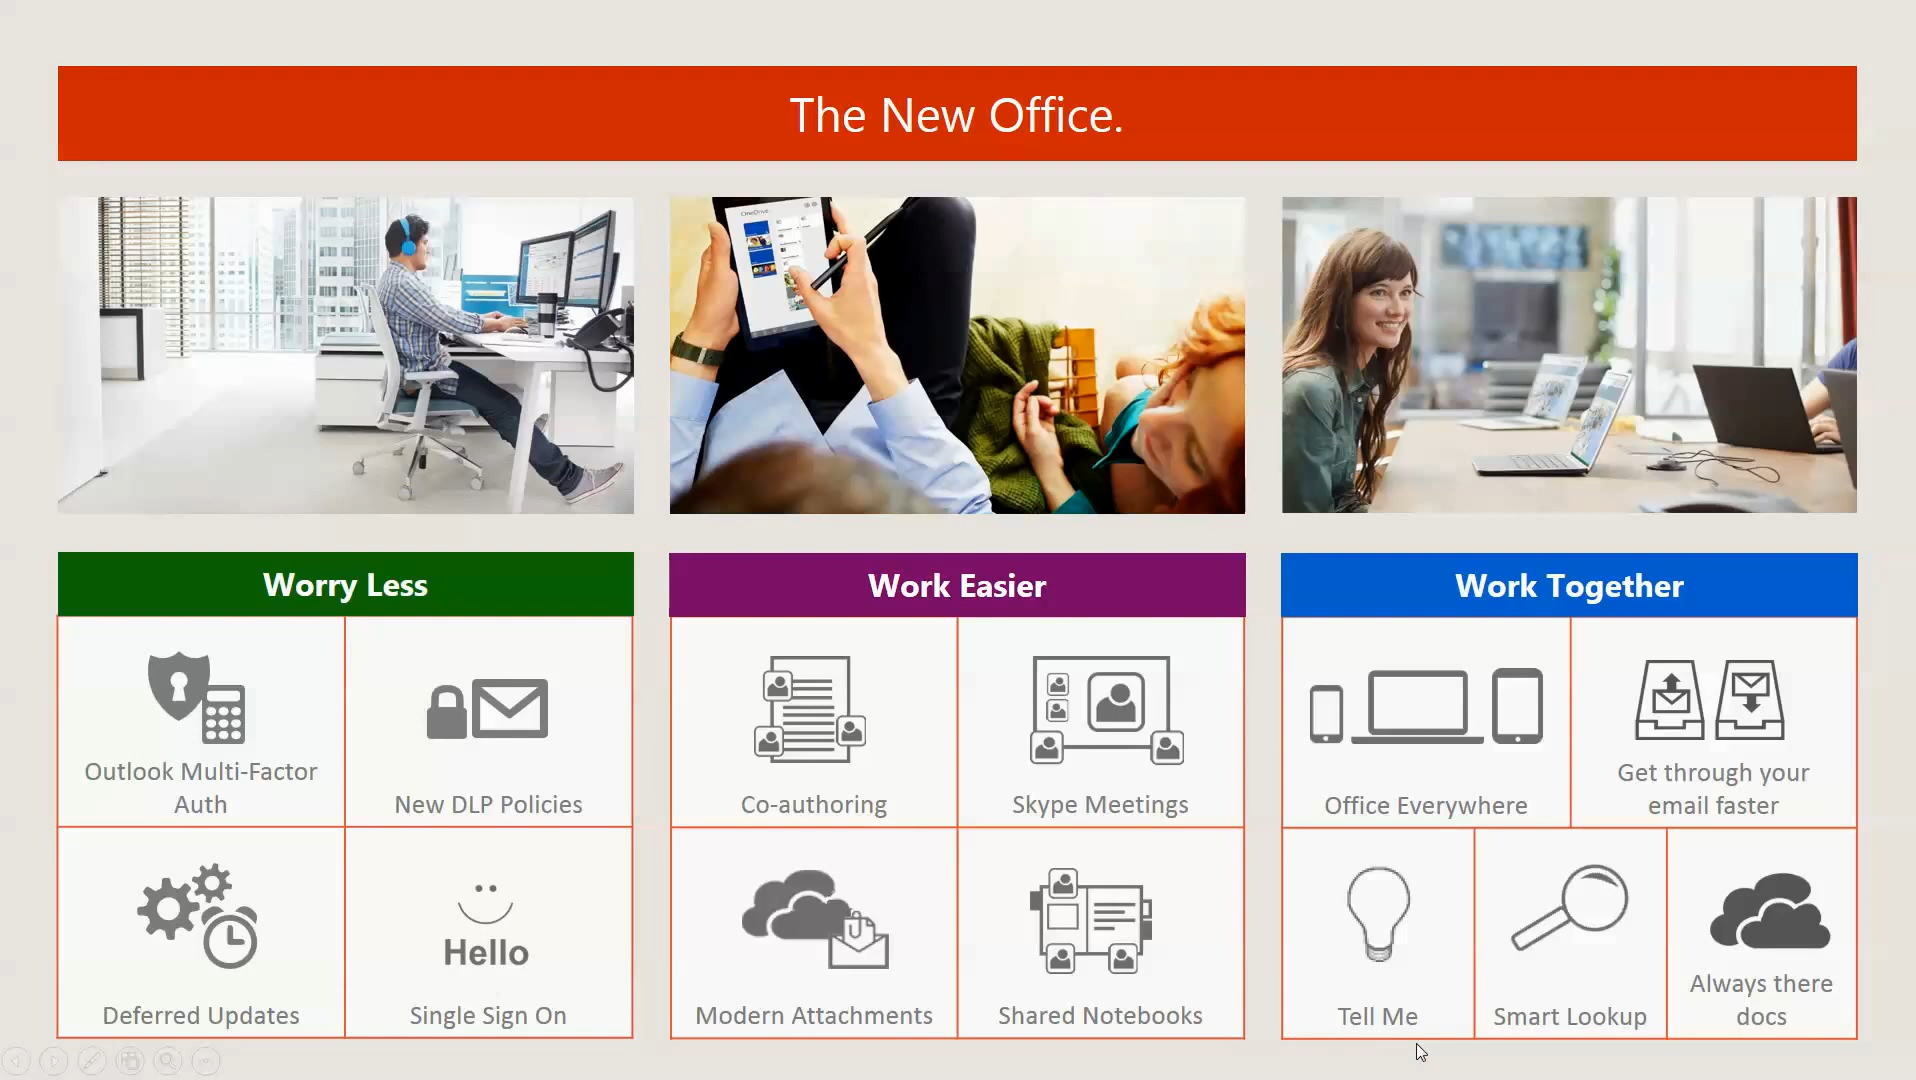 The New Office.
OneDrive
Worry Less
Outlook Multi-Factor
Auth
New DLP Policies
Deferred Updates
Hello
Single Sign On
Work Easier
Co-authoring
Skype Meetings
Modern Attachments
Shared Notebooks
Work Together
Office Everywhere
Get through your
email faster
Tell Me
Smart Lookup
Always there
docs